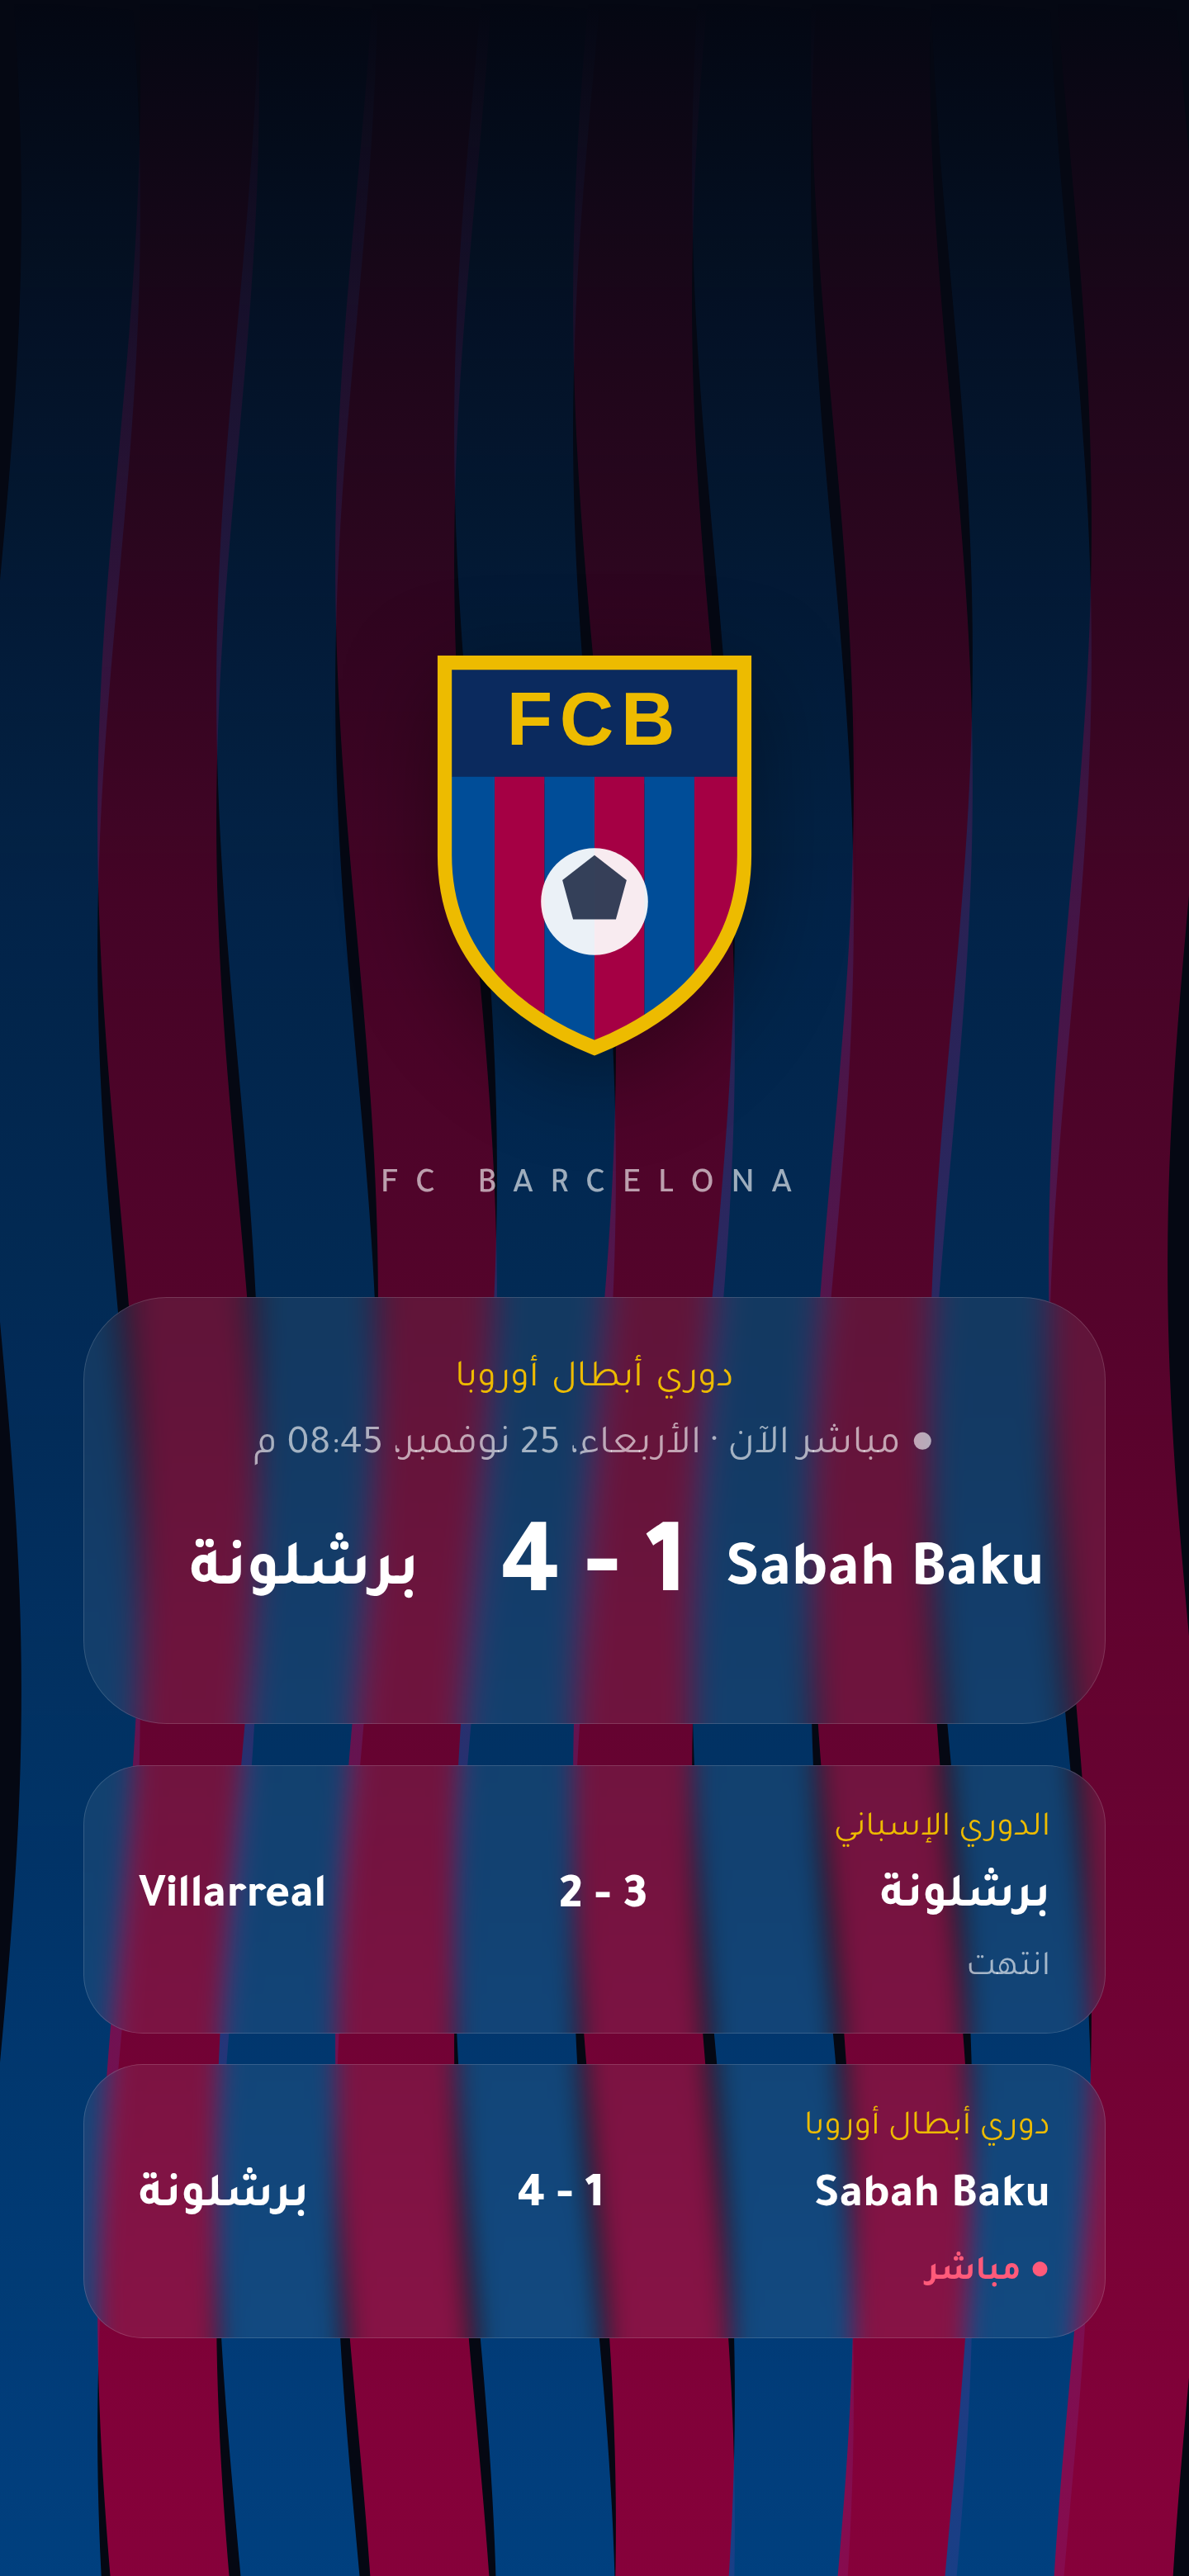 FCB
FC BARCELONA
دوري أبطال أوروبا
● مباشر الآن · الأربعاء، 25 نوفمبر، 08:45 م
Sabah Baku 4 - 1 برشلونة
الدوري الإسباني
برشلونة 2 - 3 Villarreal
انتهت
دوري أبطال أوروبا
Sabah Baku 4 - 1 برشلونة
● مباشر